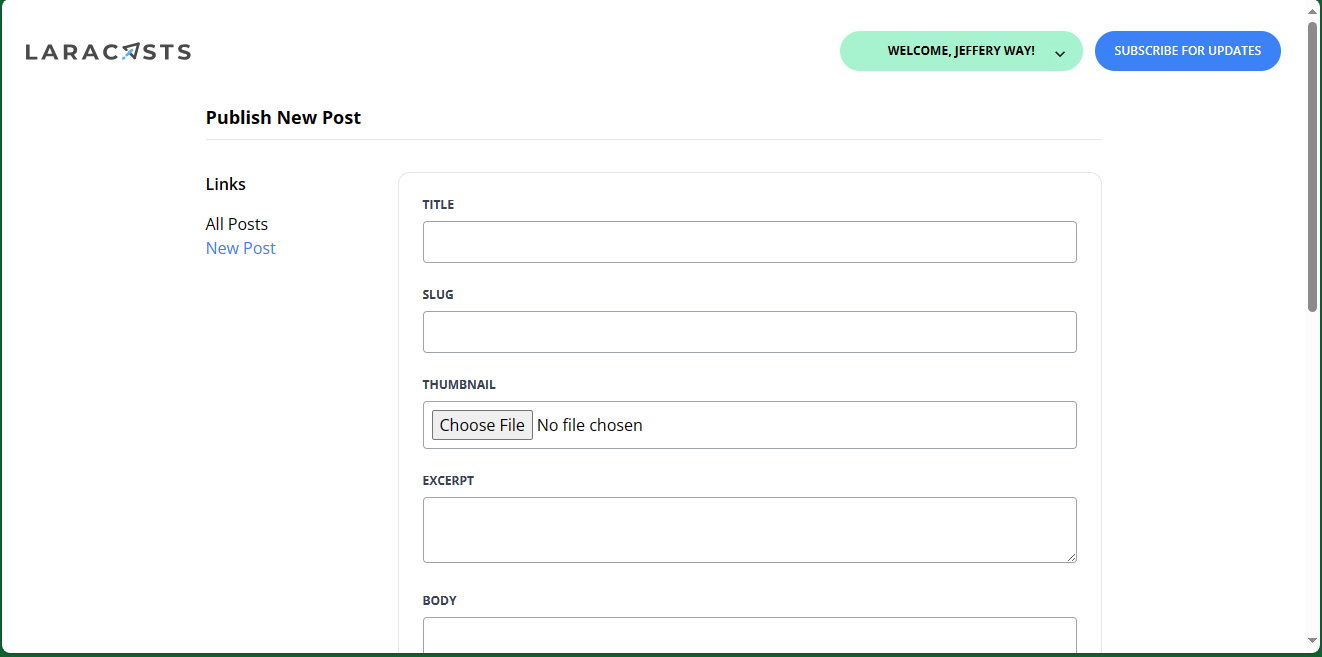 LARACASTS
WELCOME, JEFFERY WAY!
SUBSCRIBE FOR UPDATES
Publish New Post
Links
All Posts
New Post
TITLE
SLUG
THUMBNAIL
Choose File No file chosen
EXCERPT
BODY